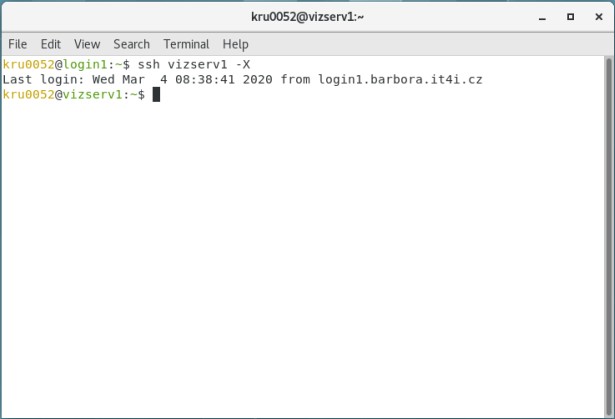 kru0052@vizserv1:~
File Edit View Search Terminal Help
kru0052@login1:~$ ssh vizserv1 -X
Last login: Wed Mar  4 08:38:41 2020 from login1.barbora.it4i.cz
kru0052@vizserv1:~$